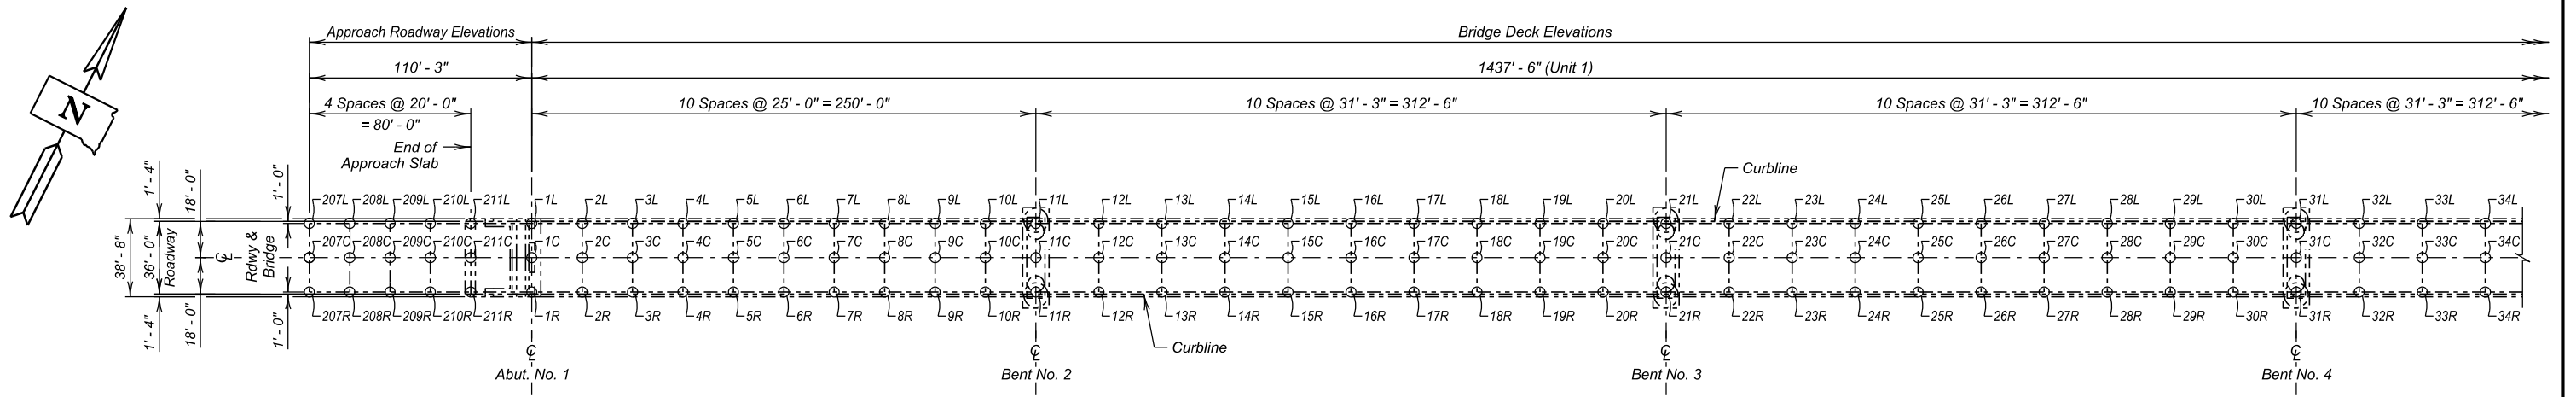 Approach Roadway Elevations
Bridge Deck Elevations
110' - 3"
1437' - 6" (Unit 1)
4 Spaces @ 20' - 0"
= 80' - 0"
10 Spaces @ 25' - 0" = 250' - 0"
10 Spaces @ 31' - 3" = 312' - 6"
10 Spaces @ 31' - 3" = 312' - 6"
10 Spaces @ 31' - 3" = 312' - 6"
N
End of
Approach Slab
Curbline
1' - 4"
18' - 0"
1' - 0"
207L 208L 209L 210L 211L 1L 2L 3L 4L 5L 6L 7L 8L 9L 10L 11L 12L 13L 14L 15L 16L 17L 18L 19L 20L 21L 22L 23L 24L 25L 26L 27L 28L 29L 30L 31L 32L 33L 34L
38' - 8"
36' - 0"
Roadway
℄
Rdwy &
Bridge
207C 208C 209C 210C 211C 1C 2C 3C 4C 5C 6C 7C 8C 9C 10C 11C 12C 13C 14C 15C 16C 17C 18C 19C 20C 21C 22C 23C 24C 25C 26C 27C 28C 29C 30C 31C 32C 33C 34C
207R 208R 209R 210R 211R 1R 2R 3R 4R 5R 6R 7R 8R 9R 10R 11R 12R 13R 14R 15R 16R 17R 18R 19R 20R 21R 22R 23R 24R 25R 26R 27R 28R 29R 30R 31R 32R 33R 34R
1' - 4"
18' - 0"
1' - 0"
Curbline
℄
Abut. No. 1
℄
Bent No. 2
℄
Bent No. 3
℄
Bent No. 4